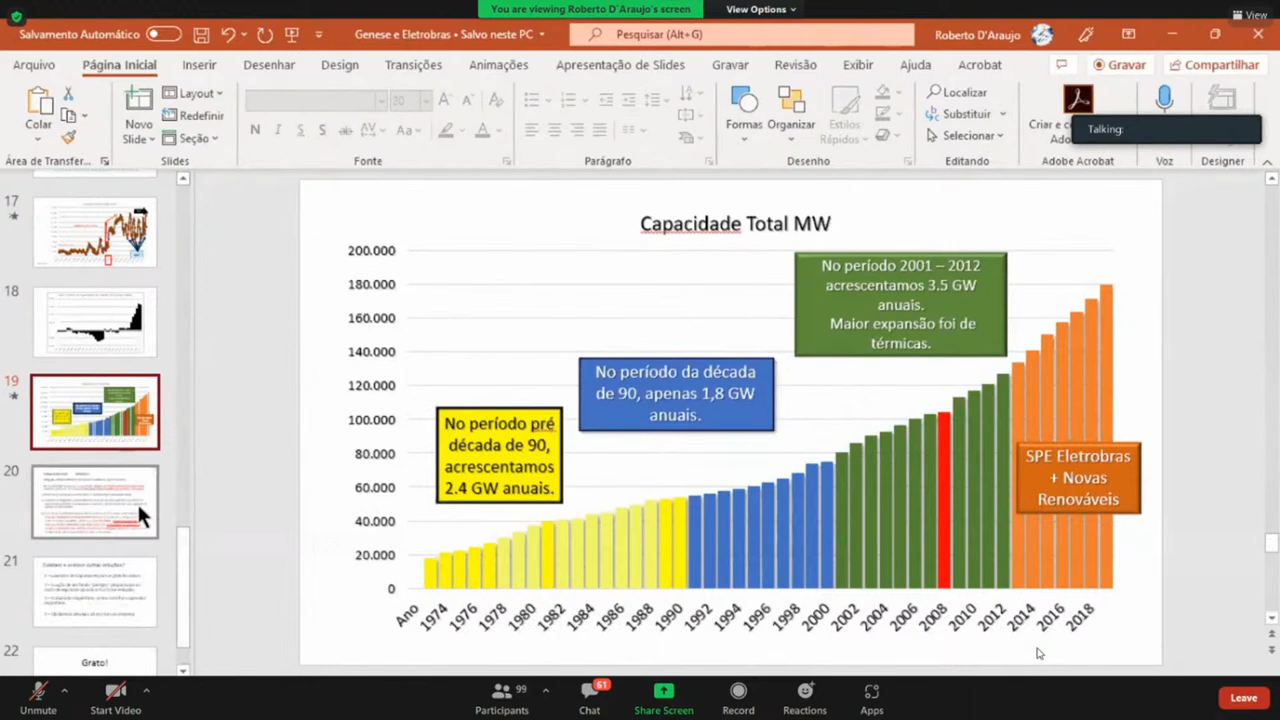 You are viewing Roberto D'Araujo's screen
View Options
View
Salvamento Automático
Genese e Eletrobras • Salvo neste PC
Pesquisar (Alt+G)
Roberto D'Araujo
Arquivo
Página Inicial
Inserir
Desenhar
Design
Transições
Animações
Apresentação de Slides
Gravar
Revisão
Exibir
Ajuda
Acrobat
Gravar
Compartilhar
Colar
Novo
Slide
Layout
Redefinir
Seção
20
N
I
S
S
ab
AV
Aa
A
Formas
Organizar
Estilos
Rápidos
Localizar
Substituir
Selecionar
Talking:
Área de Transfer...
Slides
Fonte
Parágrafo
Desenho
Editando
Adobe Acrobat
Voz
Designer
17
18
19
20
21
22
Grato!
Capacidade Total MW
200.000
180.000
160.000
140.000
120.000
100.000
80.000
60.000
40.000
20.000
0
No período pré
década de 90,
acrescentamos
2.4 GW anuais.
No período da década
de 90, apenas 1,8 GW
anuais.
No período 2001 – 2012
acrescentamos 3.5 GW
anuais.
Maior expansão foi de
térmicas.
SPE Eletrobras
+ Novas
Renováveis
Ano
1974
1976
1978
1980
1982
1984
1986
1988
1990
1992
1994
1996
1998
2000
2002
2004
2006
2008
2010
2012
2014
2016
2018
Unmute
Start Video
Participants
99
Chat
61
Share Screen
Record
Reactions
Apps
Leave